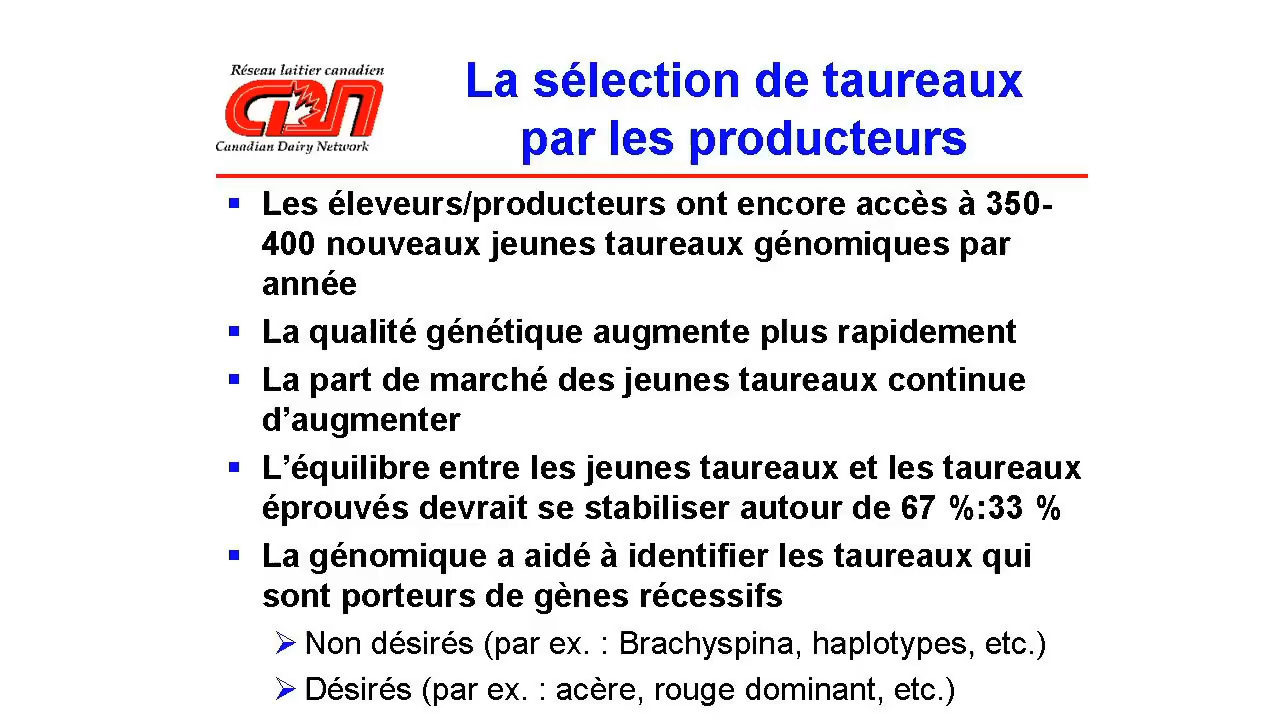 Réseau laitier canadien
CDN
Canadian Dairy Network
La sélection de taureaux
par les producteurs
Les éleveurs/producteurs ont encore accès à 350-
400 nouveaux jeunes taureaux génomiques par
année
La qualité génétique augmente plus rapidement
La part de marché des jeunes taureaux continue
d’augmenter
L’équilibre entre les jeunes taureaux et les taureaux
éprouvés devrait se stabiliser autour de 67 %:33 %
La génomique a aidé à identifier les taureaux qui
sont porteurs de gènes récessifs
Non désirés (par ex. : Brachyspina, haplotypes, etc.)
Désirés (par ex. : acère, rouge dominant, etc.)